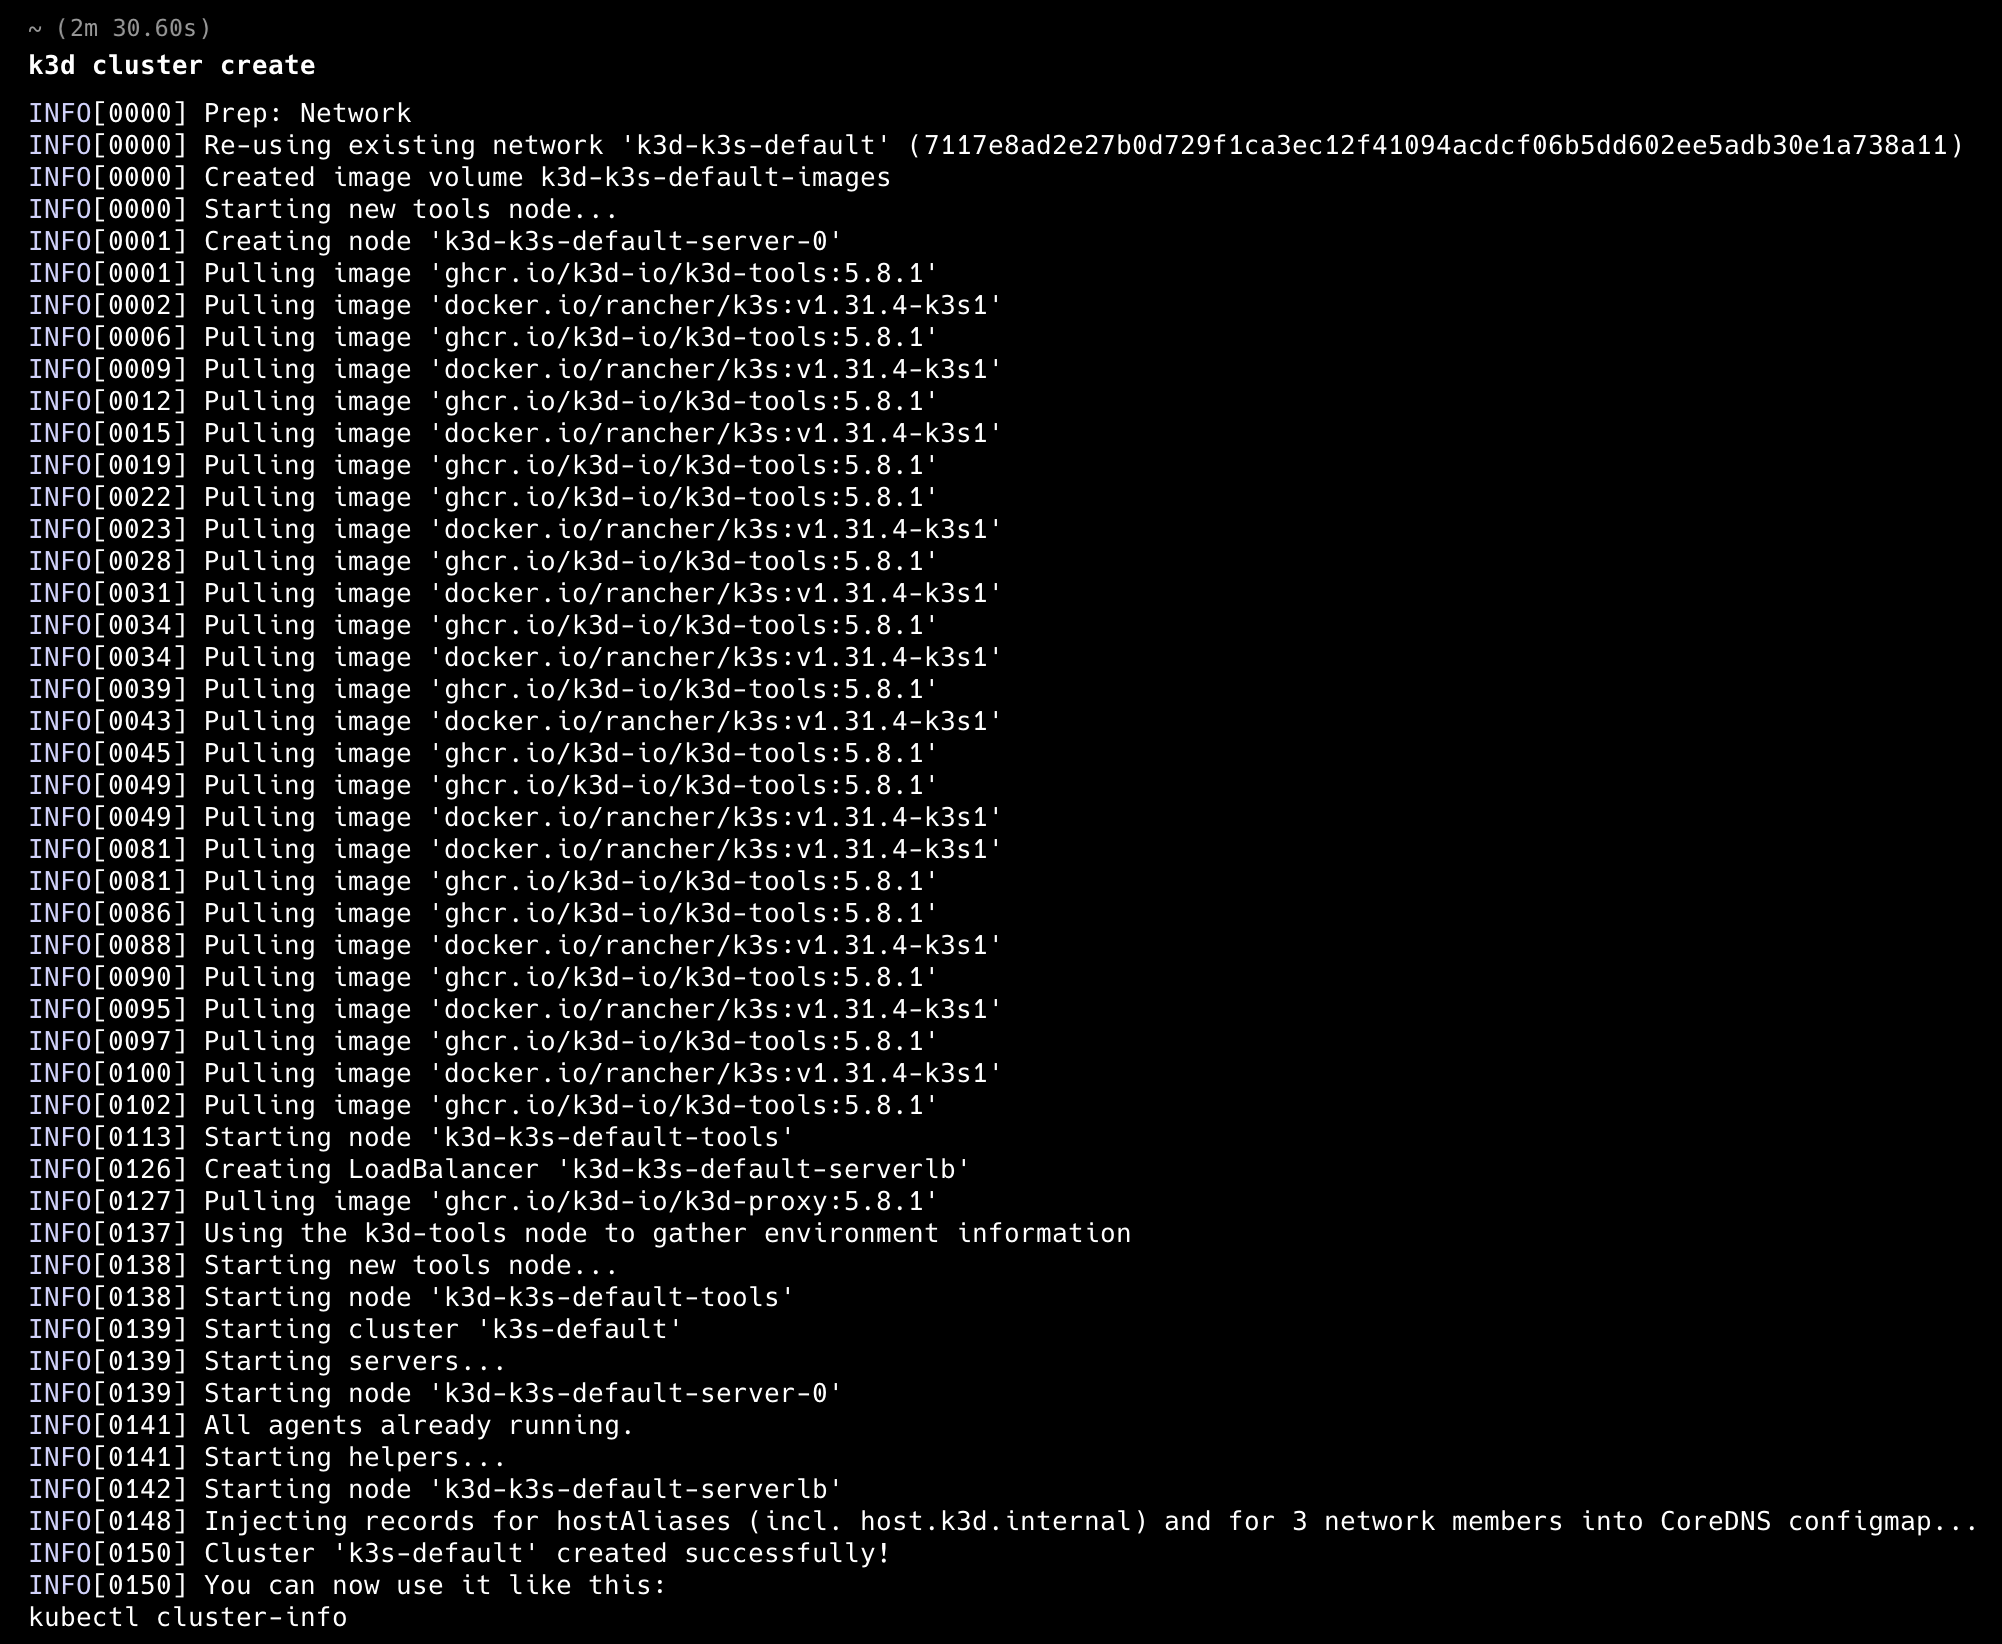 ~ (2m 30.60s)
k3d cluster create
INFO[0000] Prep: Network
INFO[0000] Re-using existing network 'k3d-k3s-default' (7117e8ad2e27b0d729f1ca3ec12f41094acdcf06b5dd602ee5adb30e1a738a11)
INFO[0000] Created image volume k3d-k3s-default-images
INFO[0000] Starting new tools node...
INFO[0001] Creating node 'k3d-k3s-default-server-0'
INFO[0001] Pulling image 'ghcr.io/k3d-io/k3d-tools:5.8.1'
INFO[0002] Pulling image 'docker.io/rancher/k3s:v1.31.4-k3s1'
INFO[0006] Pulling image 'ghcr.io/k3d-io/k3d-tools:5.8.1'
INFO[0009] Pulling image 'docker.io/rancher/k3s:v1.31.4-k3s1'
INFO[0012] Pulling image 'ghcr.io/k3d-io/k3d-tools:5.8.1'
INFO[0015] Pulling image 'docker.io/rancher/k3s:v1.31.4-k3s1'
INFO[0019] Pulling image 'ghcr.io/k3d-io/k3d-tools:5.8.1'
INFO[0022] Pulling image 'ghcr.io/k3d-io/k3d-tools:5.8.1'
INFO[0023] Pulling image 'docker.io/rancher/k3s:v1.31.4-k3s1'
INFO[0028] Pulling image 'ghcr.io/k3d-io/k3d-tools:5.8.1'
INFO[0031] Pulling image 'docker.io/rancher/k3s:v1.31.4-k3s1'
INFO[0034] Pulling image 'ghcr.io/k3d-io/k3d-tools:5.8.1'
INFO[0034] Pulling image 'docker.io/rancher/k3s:v1.31.4-k3s1'
INFO[0039] Pulling image 'ghcr.io/k3d-io/k3d-tools:5.8.1'
INFO[0043] Pulling image 'docker.io/rancher/k3s:v1.31.4-k3s1'
INFO[0045] Pulling image 'ghcr.io/k3d-io/k3d-tools:5.8.1'
INFO[0049] Pulling image 'ghcr.io/k3d-io/k3d-tools:5.8.1'
INFO[0049] Pulling image 'docker.io/rancher/k3s:v1.31.4-k3s1'
INFO[0081] Pulling image 'docker.io/rancher/k3s:v1.31.4-k3s1'
INFO[0081] Pulling image 'ghcr.io/k3d-io/k3d-tools:5.8.1'
INFO[0086] Pulling image 'ghcr.io/k3d-io/k3d-tools:5.8.1'
INFO[0088] Pulling image 'docker.io/rancher/k3s:v1.31.4-k3s1'
INFO[0090] Pulling image 'ghcr.io/k3d-io/k3d-tools:5.8.1'
INFO[0095] Pulling image 'docker.io/rancher/k3s:v1.31.4-k3s1'
INFO[0097] Pulling image 'ghcr.io/k3d-io/k3d-tools:5.8.1'
INFO[0100] Pulling image 'docker.io/rancher/k3s:v1.31.4-k3s1'
INFO[0102] Pulling image 'ghcr.io/k3d-io/k3d-tools:5.8.1'
INFO[0113] Starting node 'k3d-k3s-default-tools'
INFO[0126] Creating LoadBalancer 'k3d-k3s-default-serverlb'
INFO[0127] Pulling image 'ghcr.io/k3d-io/k3d-proxy:5.8.1'
INFO[0137] Using the k3d-tools node to gather environment information
INFO[0138] Starting new tools node...
INFO[0138] Starting node 'k3d-k3s-default-tools'
INFO[0139] Starting cluster 'k3s-default'
INFO[0139] Starting servers...
INFO[0139] Starting node 'k3d-k3s-default-server-0'
INFO[0141] All agents already running.
INFO[0141] Starting helpers...
INFO[0142] Starting node 'k3d-k3s-default-serverlb'
INFO[0148] Injecting records for hostAliases (incl. host.k3d.internal) and for 3 network members into CoreDNS configmap...
INFO[0150] Cluster 'k3s-default' created successfully!
INFO[0150] You can now use it like this:
kubectl cluster-info